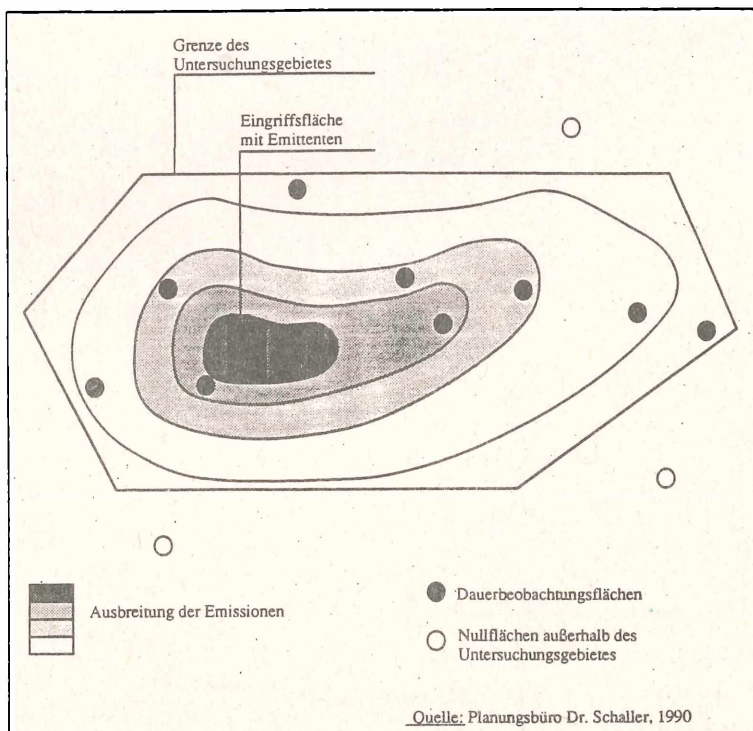 Grenze des
Untersuchungsgebietes
Eingriffsfläche
mit Emittenten
Ausbreitung der Emissionen
Dauerbeobachtungsflächen
Nullflächen außerhalb des
Untersuchungsgebietes
Quelle: Planungsbüro Dr. Schaller, 1990